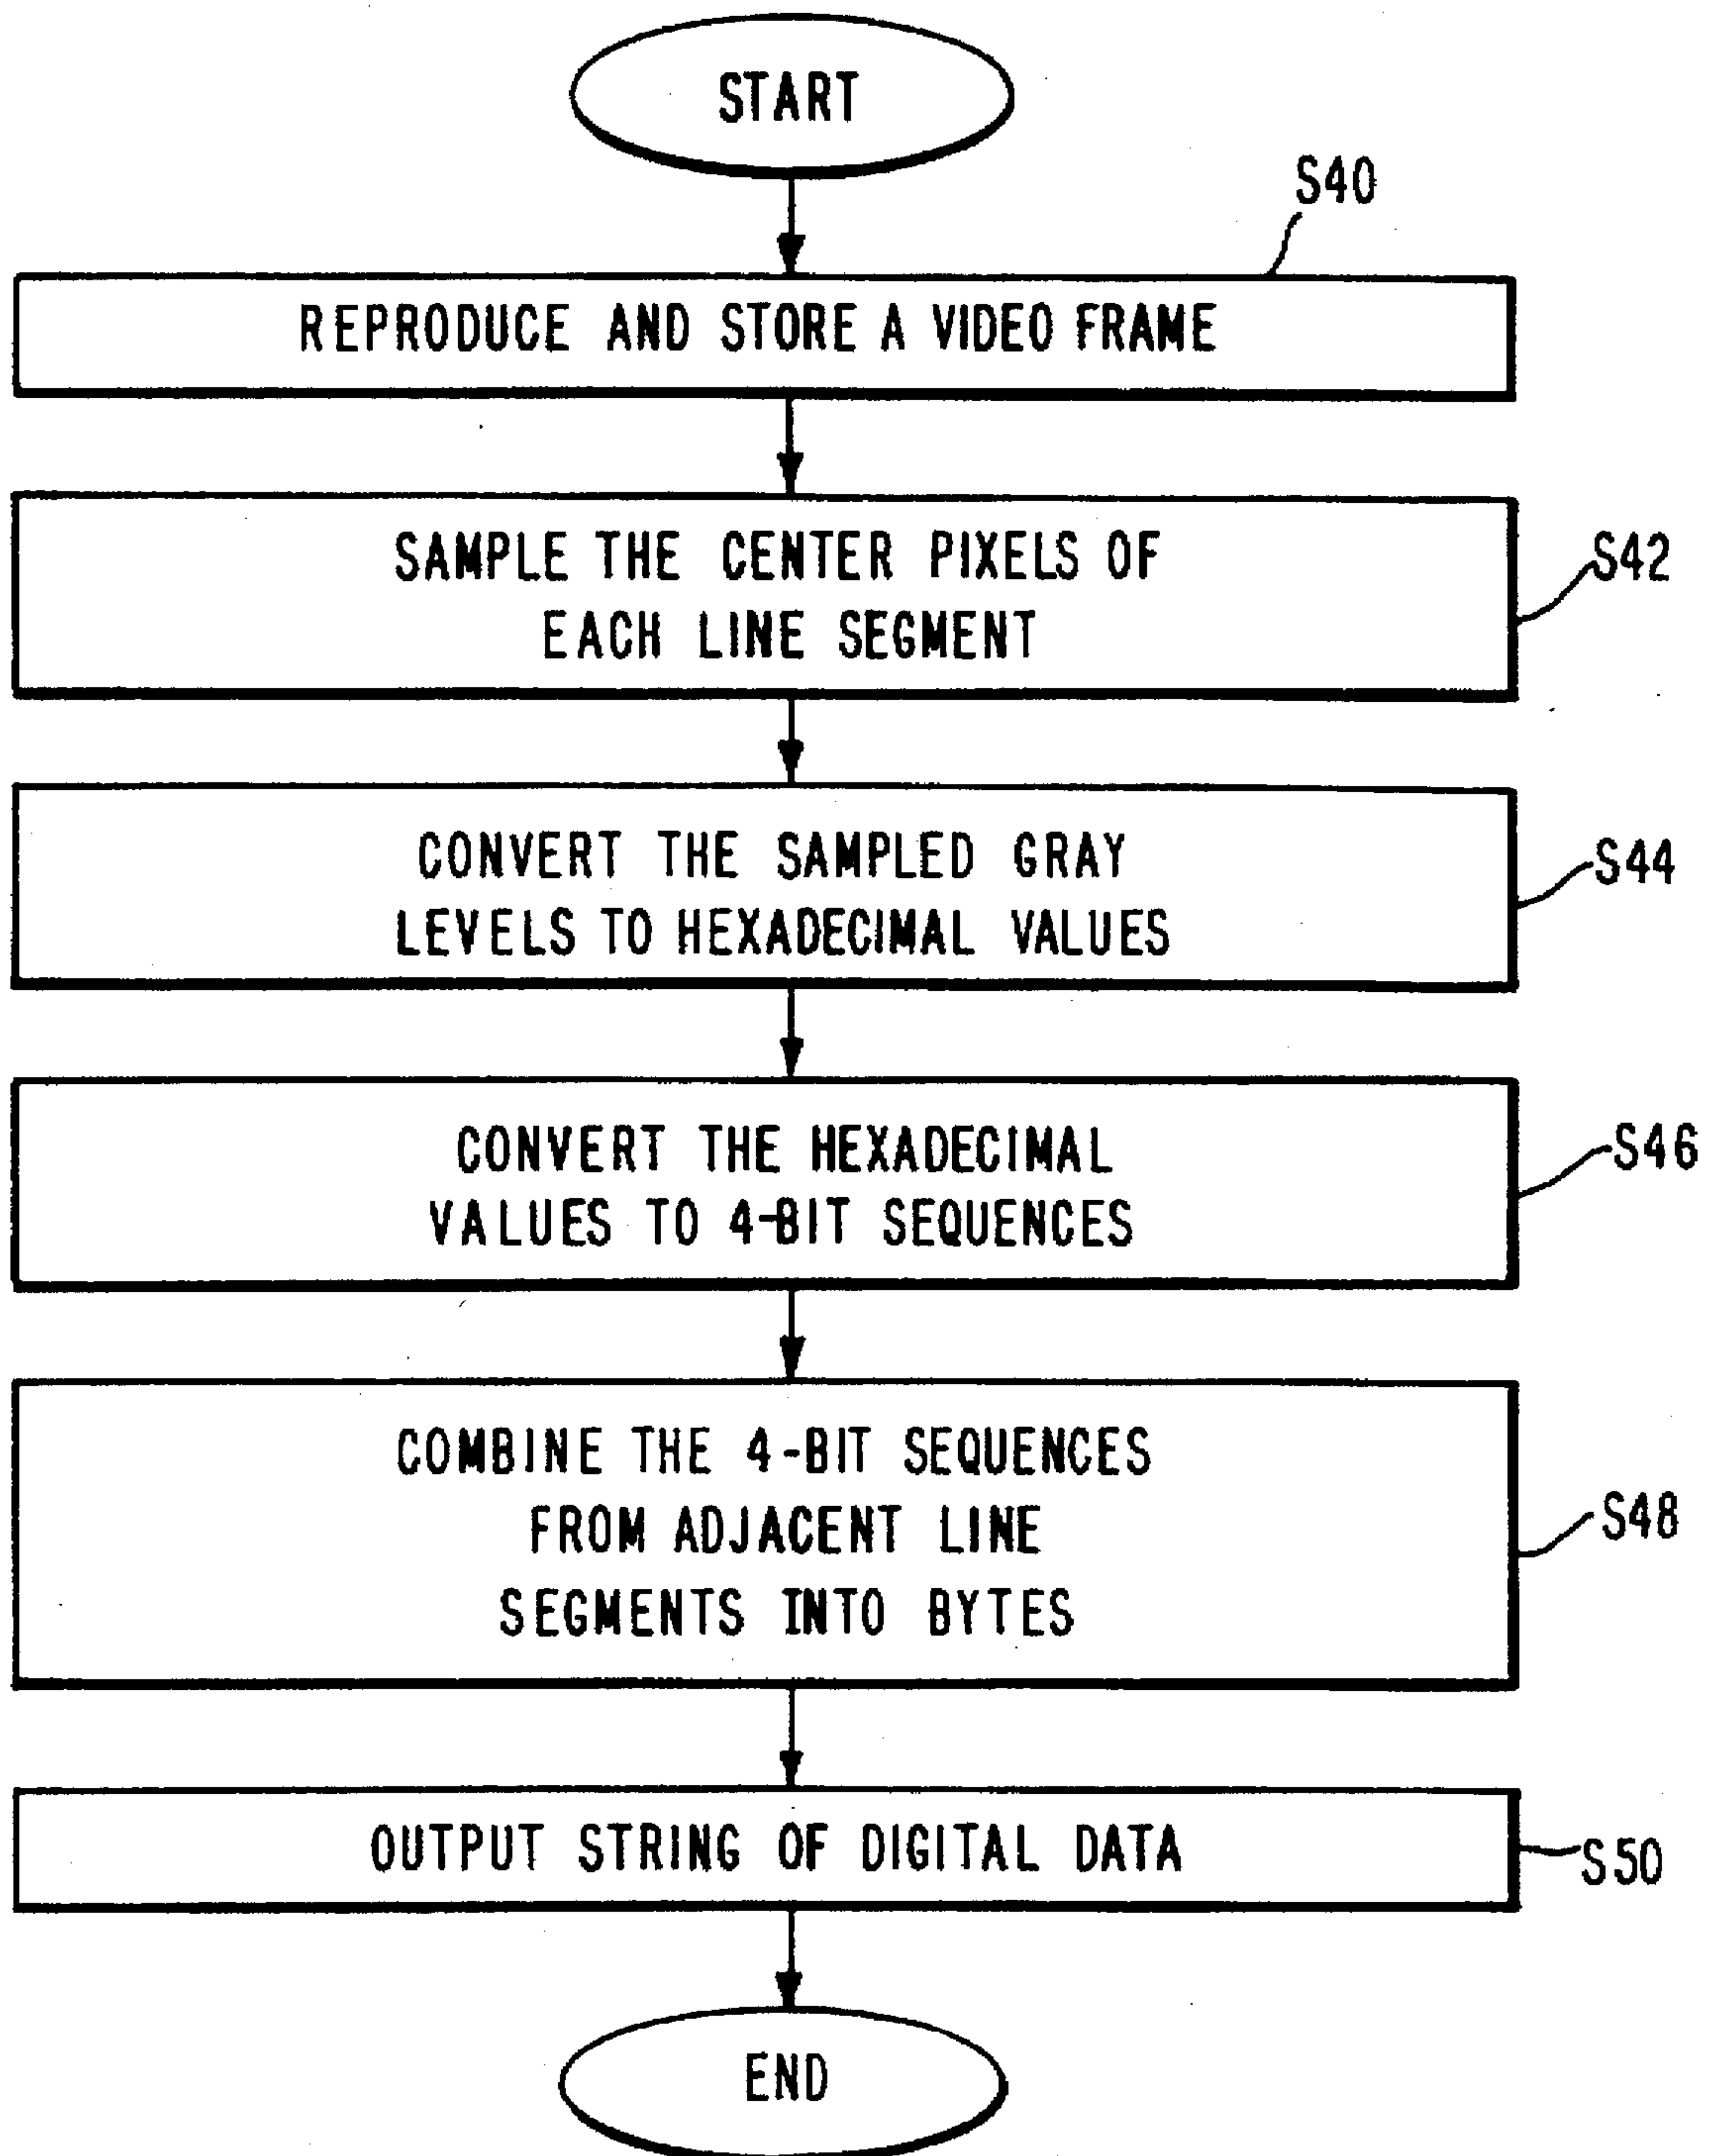 START
S40
REPRODUCE AND STORE A VIDEO FRAME
SAMPLE THE CENTER PIXELS OF
EACH LINE SEGMENT
S42
CONVERT THE SAMPLED GRAY
LEVELS TO HEXADECIMAL VALUES
S44
CONVERT THE HEXADECIMAL
VALUES TO 4-BIT SEQUENCES
S46
COMBINE THE 4-BIT SEQUENCES
FROM ADJACENT LINE
SEGMENTS INTO BYTES
S48
OUTPUT STRING OF DIGITAL DATA
S50
END